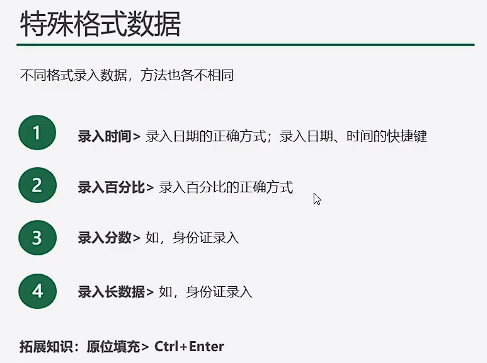 特殊格式数据
不同格式录入数据，方法也各不相同
1 录入时间> 录入日期的正确方式；录入日期、时间的快捷键
2 录入百分比> 录入百分比的正确方式
3 录入分数> 如，身份证录入
4 录入长数据> 如，身份证录入
拓展知识：原位填充> Ctrl+Enter